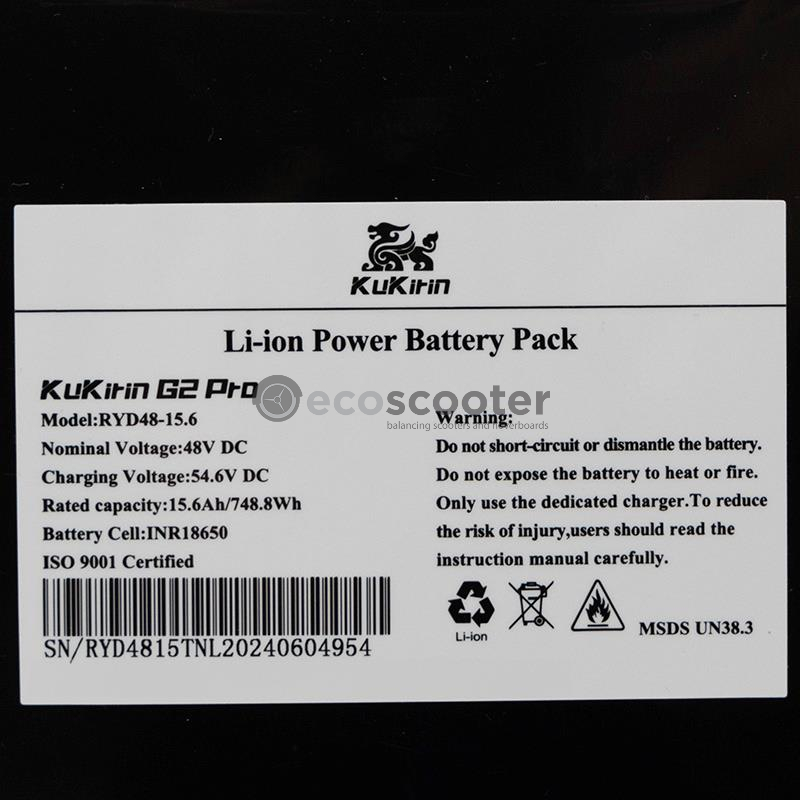 KuKirin
Li-ion Power Battery Pack
KuKirin G2 Pro
ecoscooter
balancing scooters and hoverboards
Model:RYD48-15.6
Nominal Voltage:48V DC
Charging Voltage:54.6V DC
Rated capacity:15.6Ah/748.8Wh
Battery Cell:INR18650
ISO 9001 Certified
SN/RYD4815TNL20240604954
Warning:
Do not short-circuit or dismantle the battery.
Do not expose the battery to heat or fire.
Only use the dedicated charger.To reduce
the risk of injury,users should read the
instruction manual carefully.
Li-ion
MSDS UN38.3